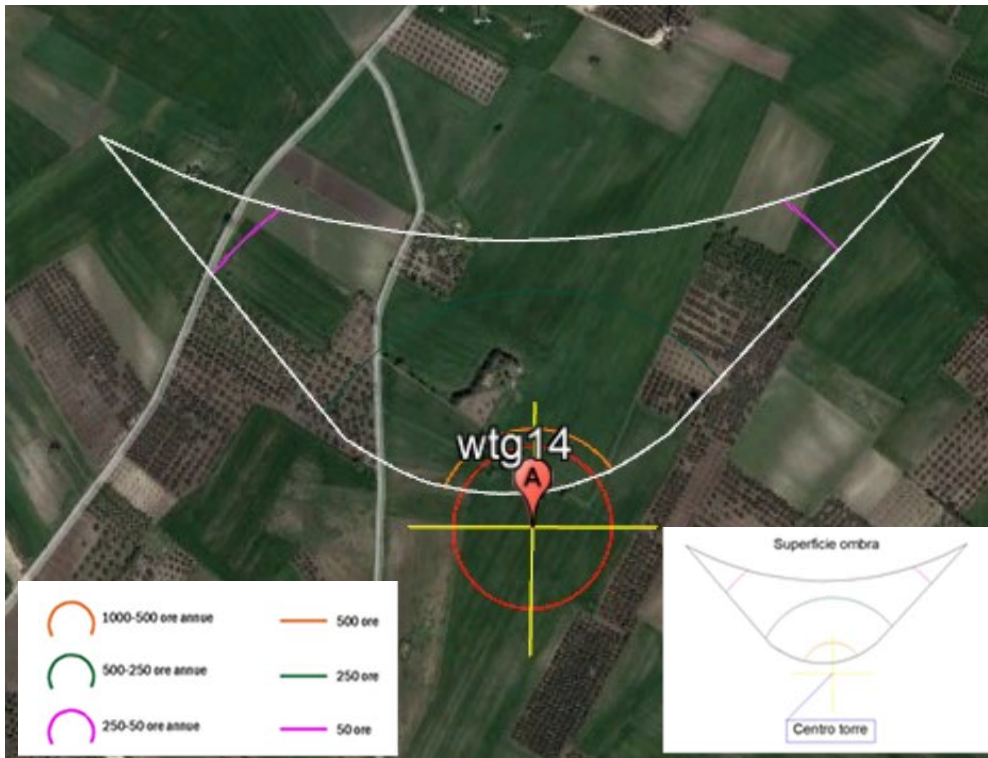 wtg14
A
Superficie ombra
1000-500 ore annue
500 ore
500-250 ore annue
250 ore
250-50 ore annue
50 ore
Centro torre